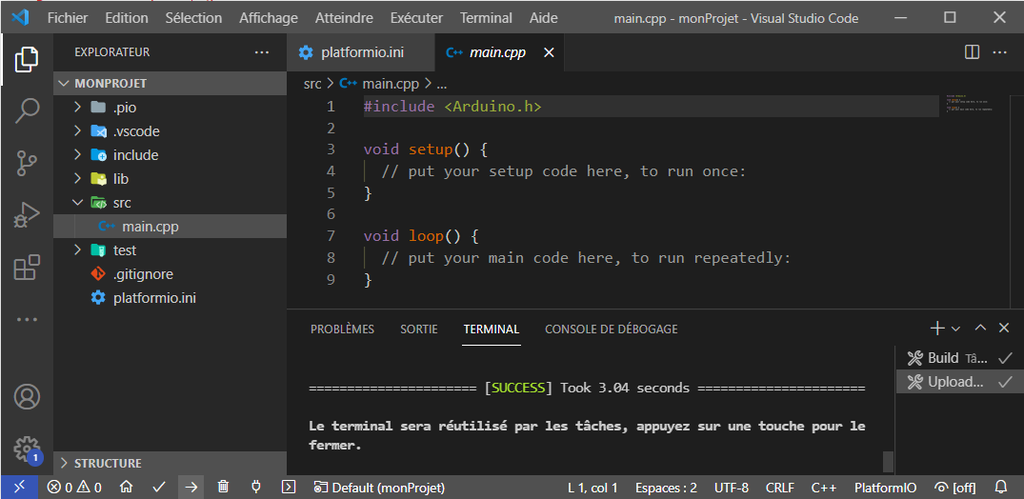 Fichier Edition Sélection Affichage Atteindre Exécuter Terminal Aide main.cpp - monProjet - Visual Studio Code
EXPLORATEUR ...
MONPROJET
.pio
.vscode
include
lib
src
main.cpp
test
.gitignore
platformio.ini
STRUCTURE
platformio.ini main.cpp
src > main.cpp > ...
1 #include <Arduino.h>
2
3 void setup() {
4 // put your setup code here, to run once:
5 }
6
7 void loop() {
8 // put your main code here, to run repeatedly:
9 }
PROBLÈMES SORTIE TERMINAL CONSOLE DE DÉBOGAGE
====================== [SUCCESS] Took 3.04 seconds ======================
Le terminal sera réutilisé par les tâches, appuyez sur une touche pour le
fermer.
Build Tâ...
Upload...
1
0 0 Default (monProjet) L 1, col 1 Espaces : 2 UTF-8 CRLF C++ PlatformIO [off]